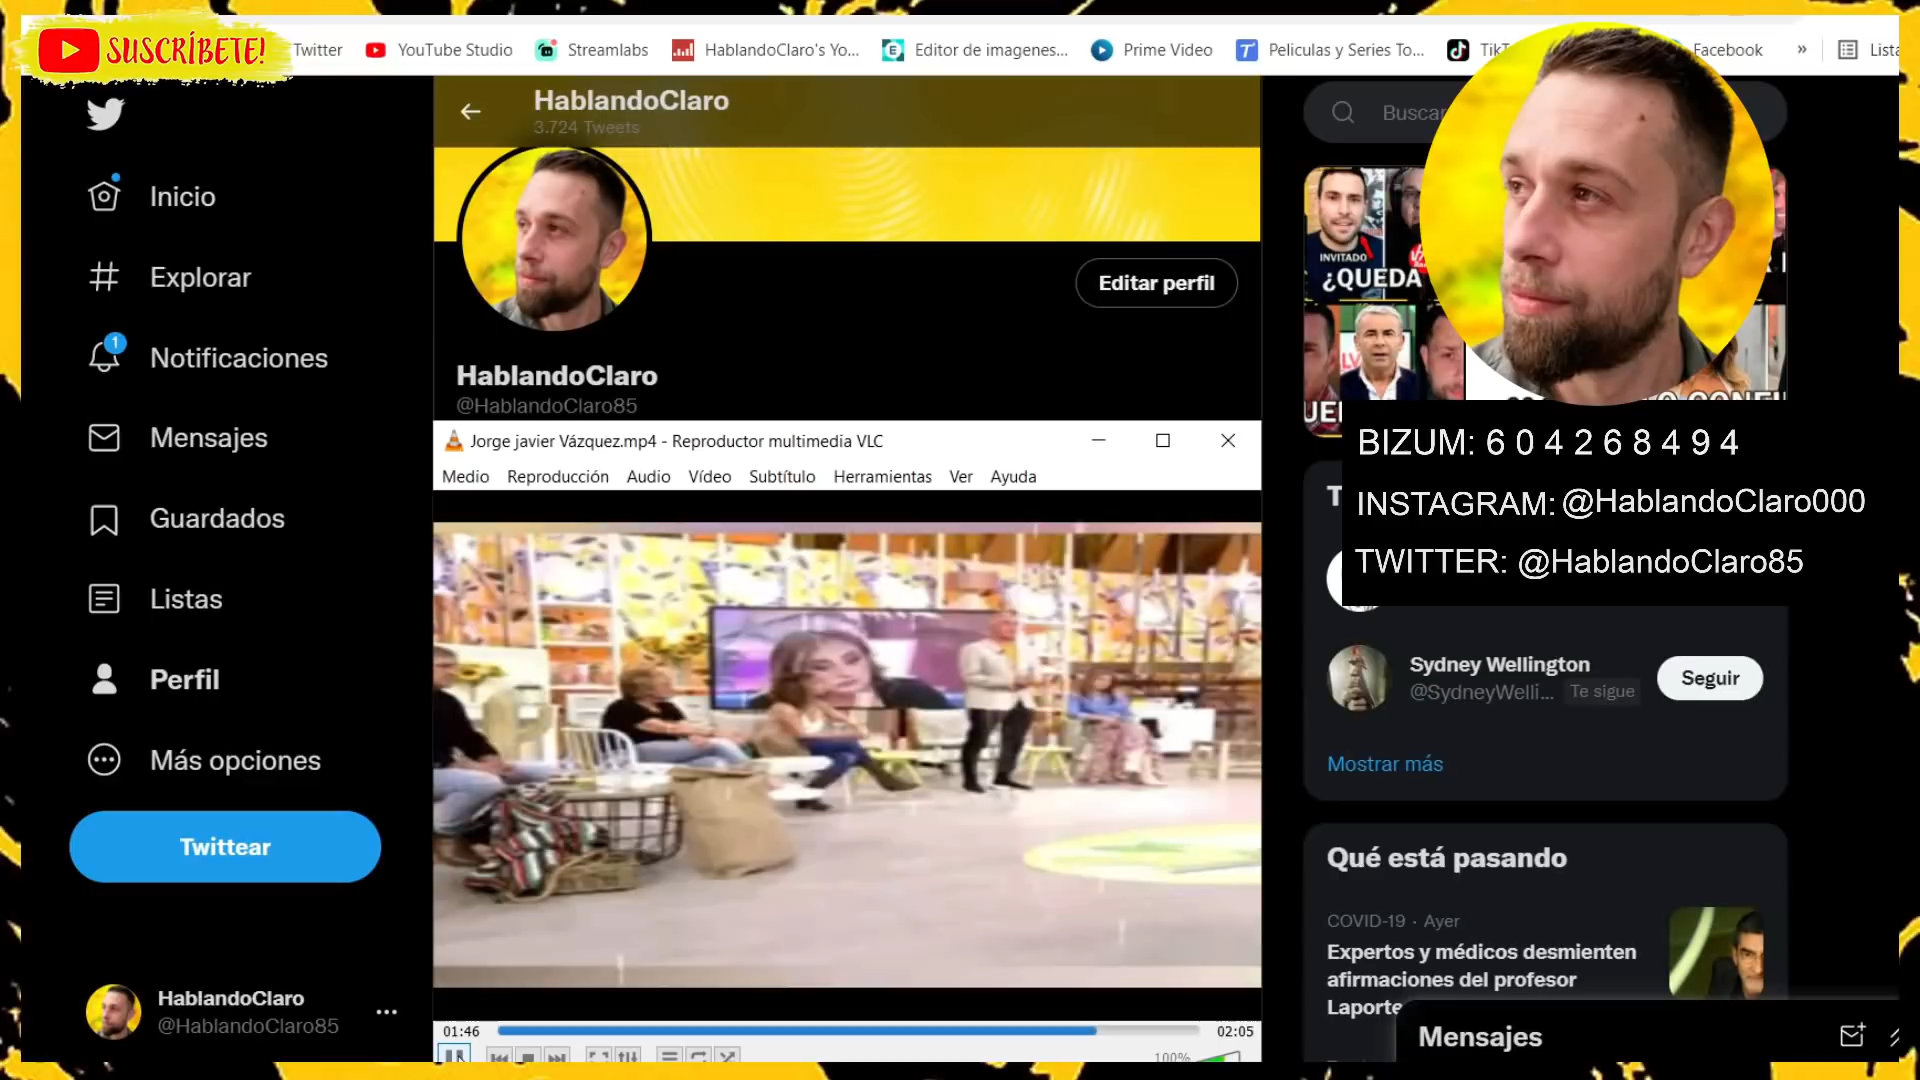 SUSCRÍBETE!
Twitter
YouTube Studio
Streamlabs
HablandoClaro's Yo...
Editor de imagenes...
Prime Video
Peliculas y Series To...
Facebook
»
HablandoClaro
3.724 Tweets
Inicio
Explorar
Notificaciones
1
Mensajes
Guardados
Listas
Perfil
Más opciones
Twittear
HablandoClaro
@HablandoClaro85
Editar perfil
HablandoClaro
@HablandoClaro85
Jorge javier Vázquez.mp4 - Reproductor multimedia VLC
Medio Reproducción Audio Vídeo Subtítulo Herramientas Ver Ayuda
01:46
02:05
100%
INVITADO
¿QUEDA
BIZUM: 6 0 4 2 6 8 4 9 4
INSTAGRAM: @HablandoClaro000
TWITTER: @HablandoClaro85
Sydney Wellington
@SydneyWelli... Te sigue
Seguir
Mostrar más
Qué está pasando
COVID-19 · Ayer
Expertos y médicos desmienten
afirmaciones del profesor
Laporte
Mensajes